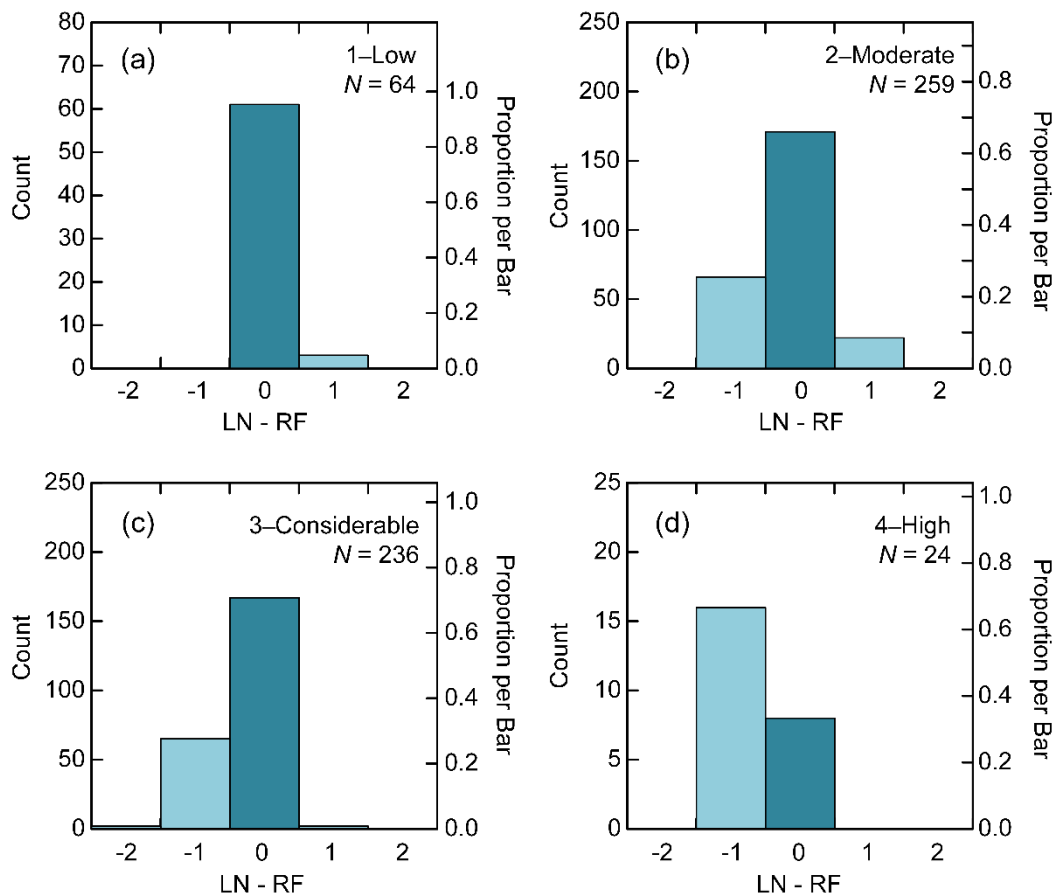 (a)
1–Low
N = 64
80
70
60
50
40
30
20
10
0
Count
1.0
0.8
0.6
0.4
0.2
0.0
Proportion per Bar
-2 -1 0 1 2
LN - RF
(b)
2–Moderate
N = 259
250
200
150
100
50
0
Count
0.8
0.6
0.4
0.2
0.0
Proportion per Bar
-2 -1 0 1 2
LN - RF
(c)
3–Considerable
N = 236
250
200
150
100
50
0
Count
1.0
0.8
0.6
0.4
0.2
0.0
Proportion per Bar
-2 -1 0 1 2
LN - RF
(d)
4–High
N = 24
25
20
15
10
5
0
Count
1.0
0.8
0.6
0.4
0.2
0.0
Proportion per Bar
-2 -1 0 1 2
LN - RF